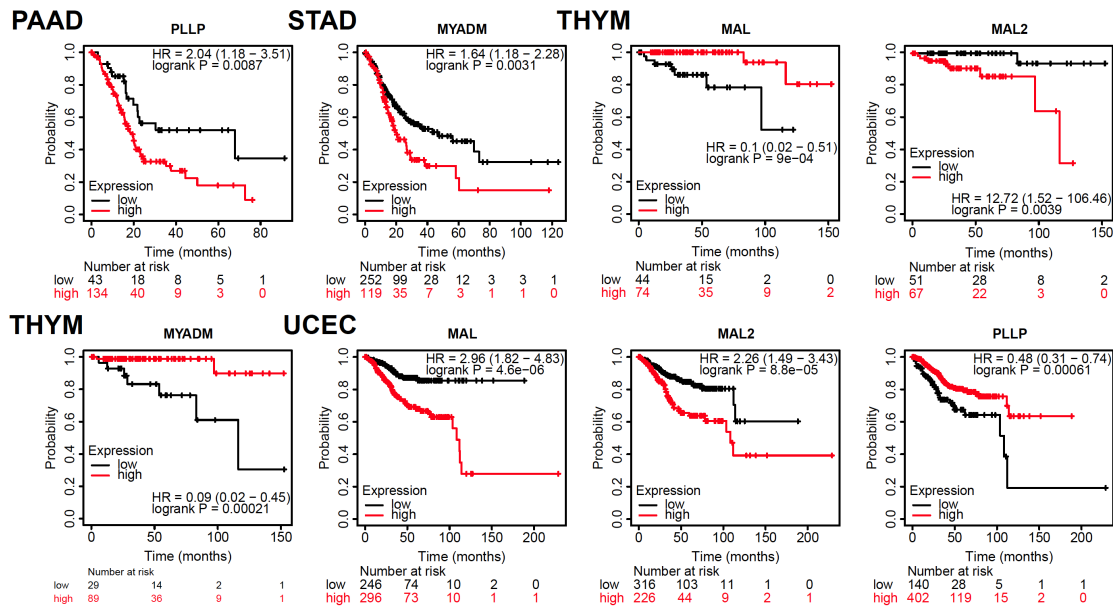 PAAD
PLLP
HR = 2.04 (1.18 − 3.51)
logrank P = 0.0087
Probability
1.0
0.8
0.6
0.4
0.2
0.0
Expression
low
high
0 20 40 60 80
Time (months)
Number at risk
low 43 18 8 5 1
high 134 40 9 3 0
STAD
MYADM
HR = 1.64 (1.18 − 2.28)
logrank P = 0.0031
Probability
1.0
0.8
0.6
0.4
0.2
0.0
Expression
low
high
0 20 40 60 80 100 120
Time (months)
Number at risk
low 252 99 28 12 3 3 1
high 119 35 7 3 1 1 0
THYM
MAL
HR = 0.1 (0.02 − 0.51)
logrank P = 9e−04
Probability
1.0
0.8
0.6
0.4
0.2
0.0
Expression
low
high
0 50 100 150
Time (months)
Number at risk
low 44 15 2 0
high 74 35 9 2
MAL2
HR = 12.72 (1.52 − 106.46)
logrank P = 0.0039
Probability
1.0
0.8
0.6
0.4
0.2
0.0
Expression
low
high
0 50 100 150
Time (months)
Number at risk
low 51 28 8 2
high 67 22 3 0
THYM
MYADM
HR = 0.09 (0.02 − 0.45)
logrank P = 0.00021
Probability
1.0
0.8
0.6
0.4
0.2
0.0
Expression
low
high
0 50 100 150
Time (months)
Number at risk
low 29 14 2 1
high 89 36 9 1
UCEC
MAL
HR = 2.96 (1.82 − 4.83)
logrank P = 4.6e−06
Probability
1.0
0.8
0.6
0.4
0.2
0.0
Expression
low
high
0 50 100 150 200
Time (months)
Number at risk
low 246 74 10 2 0
high 296 73 10 1 1
MAL2
HR = 2.26 (1.49 − 3.43)
logrank P = 8.8e−05
Probability
1.0
0.8
0.6
0.4
0.2
0.0
Expression
low
high
0 50 100 150 200
Time (months)
Number at risk
low 316 103 11 1 0
high 226 44 9 2 1
PLLP
HR = 0.48 (0.31 − 0.74)
logrank P = 0.00061
Probability
1.0
0.8
0.6
0.4
0.2
0.0
Expression
low
high
0 50 100 150 200
Time (months)
Number at risk
low 140 28 5 1 1
high 402 119 15 2 0